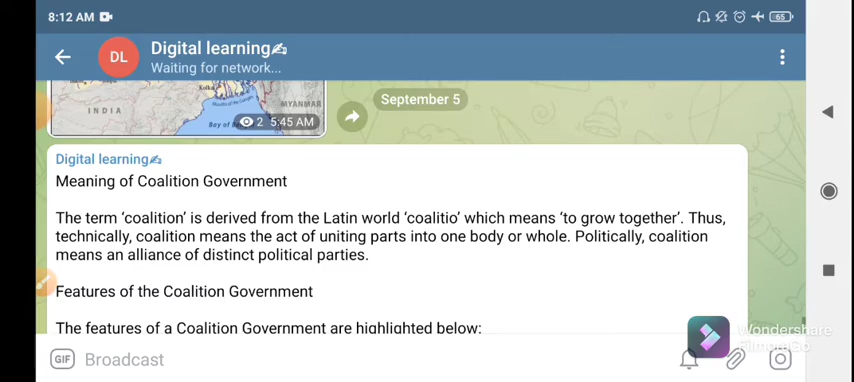 8:12 AM
65
DL
Digital learning✍
Waiting for network...
September 5
INDIA
MYANMAR
Bay of
2 5:45 AM
Digital learning✍
Meaning of Coalition Government
The term ‘coalition’ is derived from the Latin world ‘coalitio’ which means ‘to grow together’. Thus,
technically, coalition means the act of uniting parts into one body or whole. Politically, coalition
means an alliance of distinct political parties.
Features of the Coalition Government
The features of a Coalition Government are highlighted below:
Wondershare
FilmoraGo
GIF
Broadcast